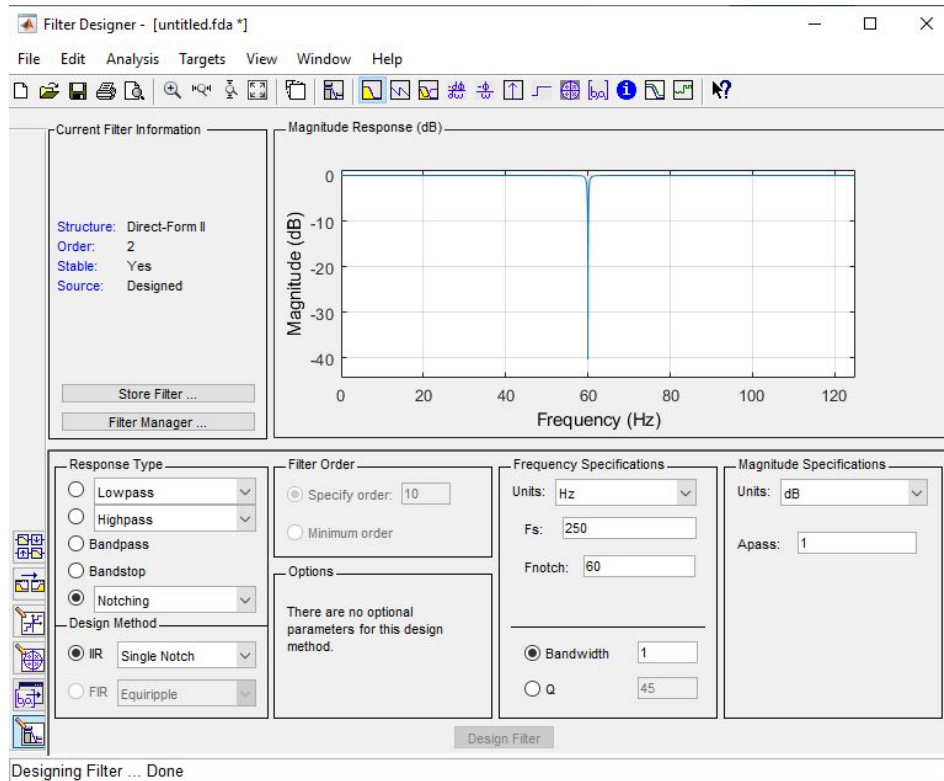 Filter Designer - [untitled.fda *]
File Edit Analysis Targets View Window Help
Current Filter Information
Structure: Direct-Form II
Order: 2
Stable: Yes
Source: Designed
Store Filter ...
Filter Manager ...
Magnitude Response (dB)
0
-10
-20
-30
-40
Magnitude (dB)
0 20 40 60 80 100 120
Frequency (Hz)
Response Type
Lowpass
Highpass
Bandpass
Bandstop
Notching
Design Method
IIR Single Notch
FIR Equiripple
Filter Order
Specify order: 10
Minimum order
Options
There are no optional
parameters for this design
method.
Frequency Specifications
Units: Hz
Fs: 250
Fnotch: 60
Bandwidth 1
Q 45
Magnitude Specifications
Units: dB
Apass: 1
Design Filter
Designing Filter ... Done